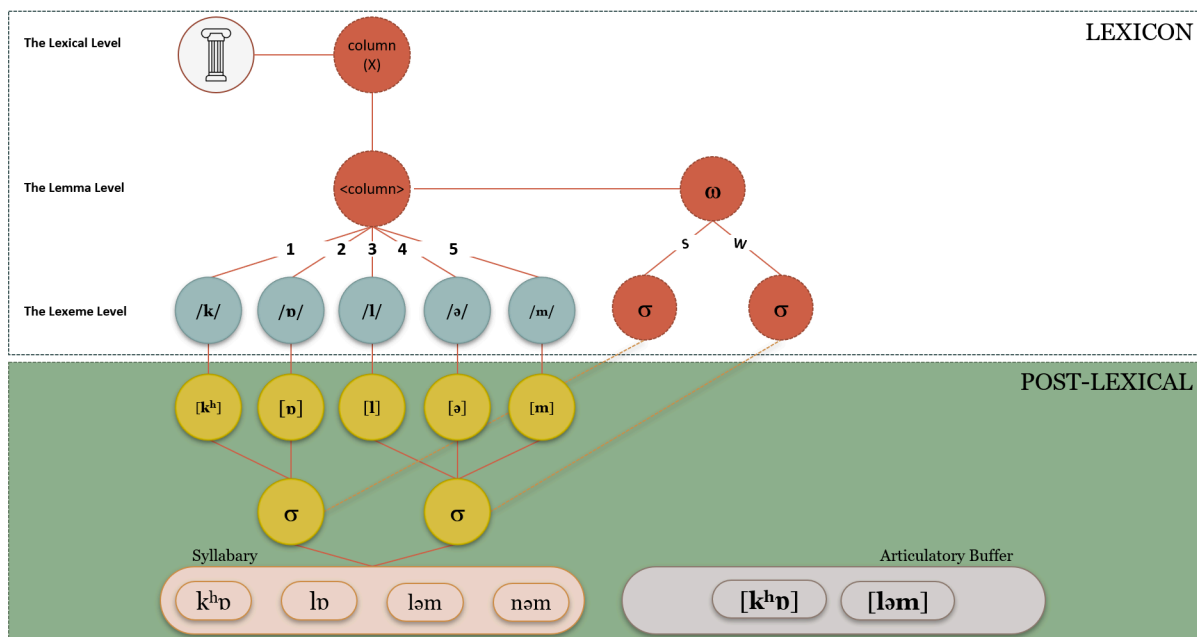 LEXICON
The Lexical Level
column
(X)
The Lemma Level
<column>
ω
1 2 3 4 5
S W
The Lexeme Level
/k/ /ɒ/ /l/ /ə/ /m/ σ σ
POST-LEXICAL
[kʰ] [ɒ] [l] [ə] [m]
σ σ
Syllabary
Articulatory Buffer
kʰɒ lɒ ləm nəm
[kʰɒ] [ləm]